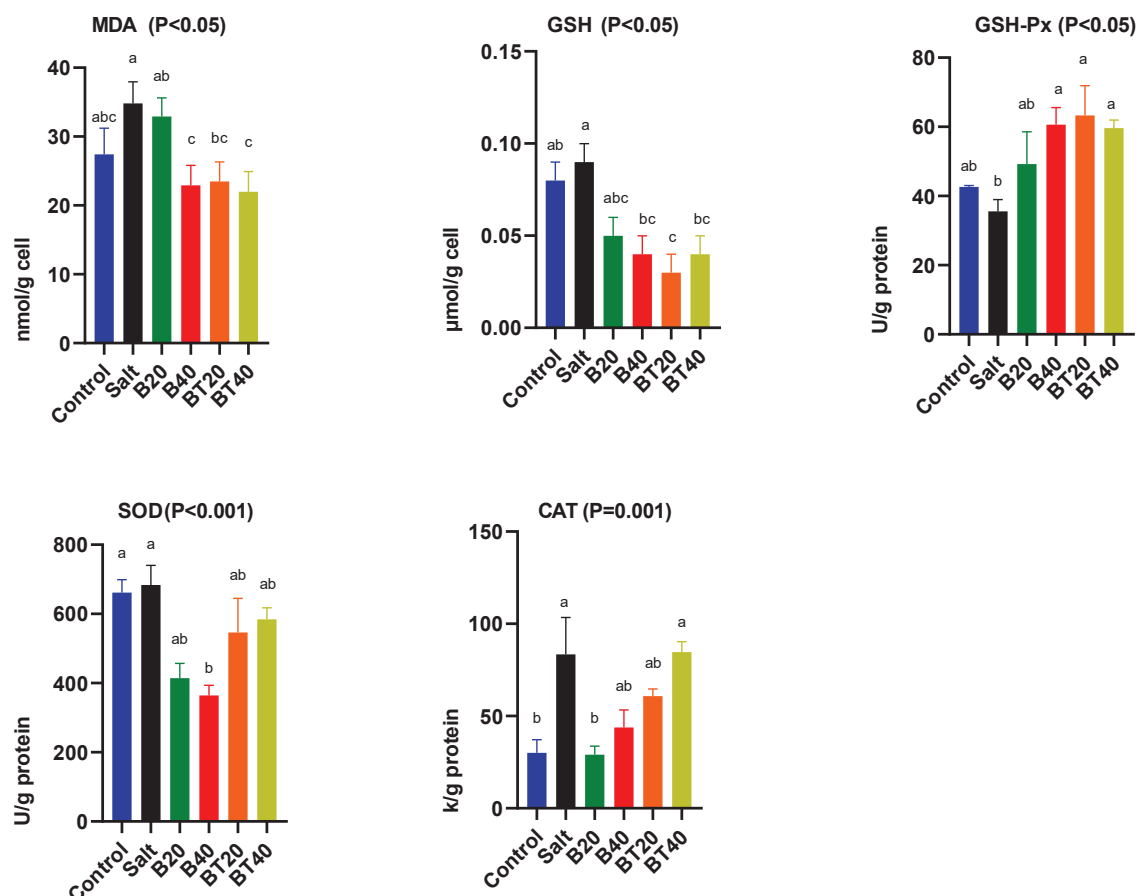 MDA (P<0.05)
nmol/g cell
40
30
20
10
0
abc
a
ab
c
bc
c
Control
Salt
B20
B40
BT20
BT40
GSH (P<0.05)
µmol/g cell
0.15
0.10
0.05
0.00
ab
a
abc
bc
c
bc
Control
Salt
B20
B40
BT20
BT40
GSH-Px (P<0.05)
U/g protein
80
60
40
20
0
ab
b
ab
a
a
a
Control
Salt
B20
B40
BT20
BT40
SOD(P<0.001)
U/g protein
800
600
400
200
0
a
a
ab
b
ab
ab
Control
Salt
B20
B40
BT20
BT40
CAT (P=0.001)
k/g protein
150
100
50
0
b
a
b
ab
ab
a
Control
Salt
B20
B40
BT20
BT40